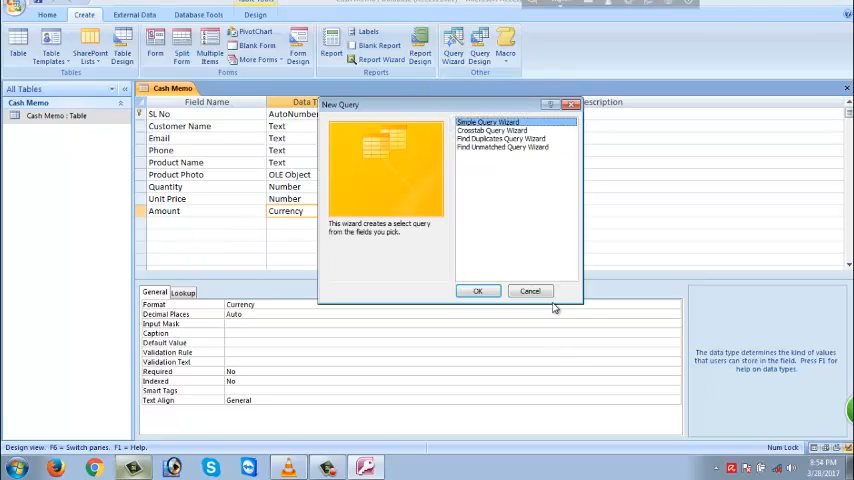 Home Create External Data Database Tools Design
Table Table Templates SharePoint Lists Table Design
Form Split Form Multiple Items PivotChart Blank Form More Forms Form Design
Report Labels Blank Report Report Wizard Report Design
Query Wizard Query Design Macro
Tables Forms Reports Other
All Tables
Cash Memo
Cash Memo : Table
Cash Memo
Field Name Data T escription
SL No AutoNumber
Customer Name Text
Email Text
Phone Text
Product Name Text
Product Photo OLE Object
Quantity Number
Unit Price Number
Amount Currency
New Query
Simple Query Wizard
Crosstab Query Wizard
Find Duplicates Query Wizard
Find Unmatched Query Wizard
This wizard creates a select query
from the fields you pick.
OK Cancel
General Lookup
Format Currency
Decimal Places Auto
Input Mask
Caption
Default Value
Validation Rule
Validation Text
Required No
Indexed No
Smart Tags
Text Align General
The data type determines the kind of values
that users can store in the field. Press F1 for
help on data types.
Design view. F6 = Switch panes. F1 = Help.
Num Lock
8:54 PM
3/28/2017